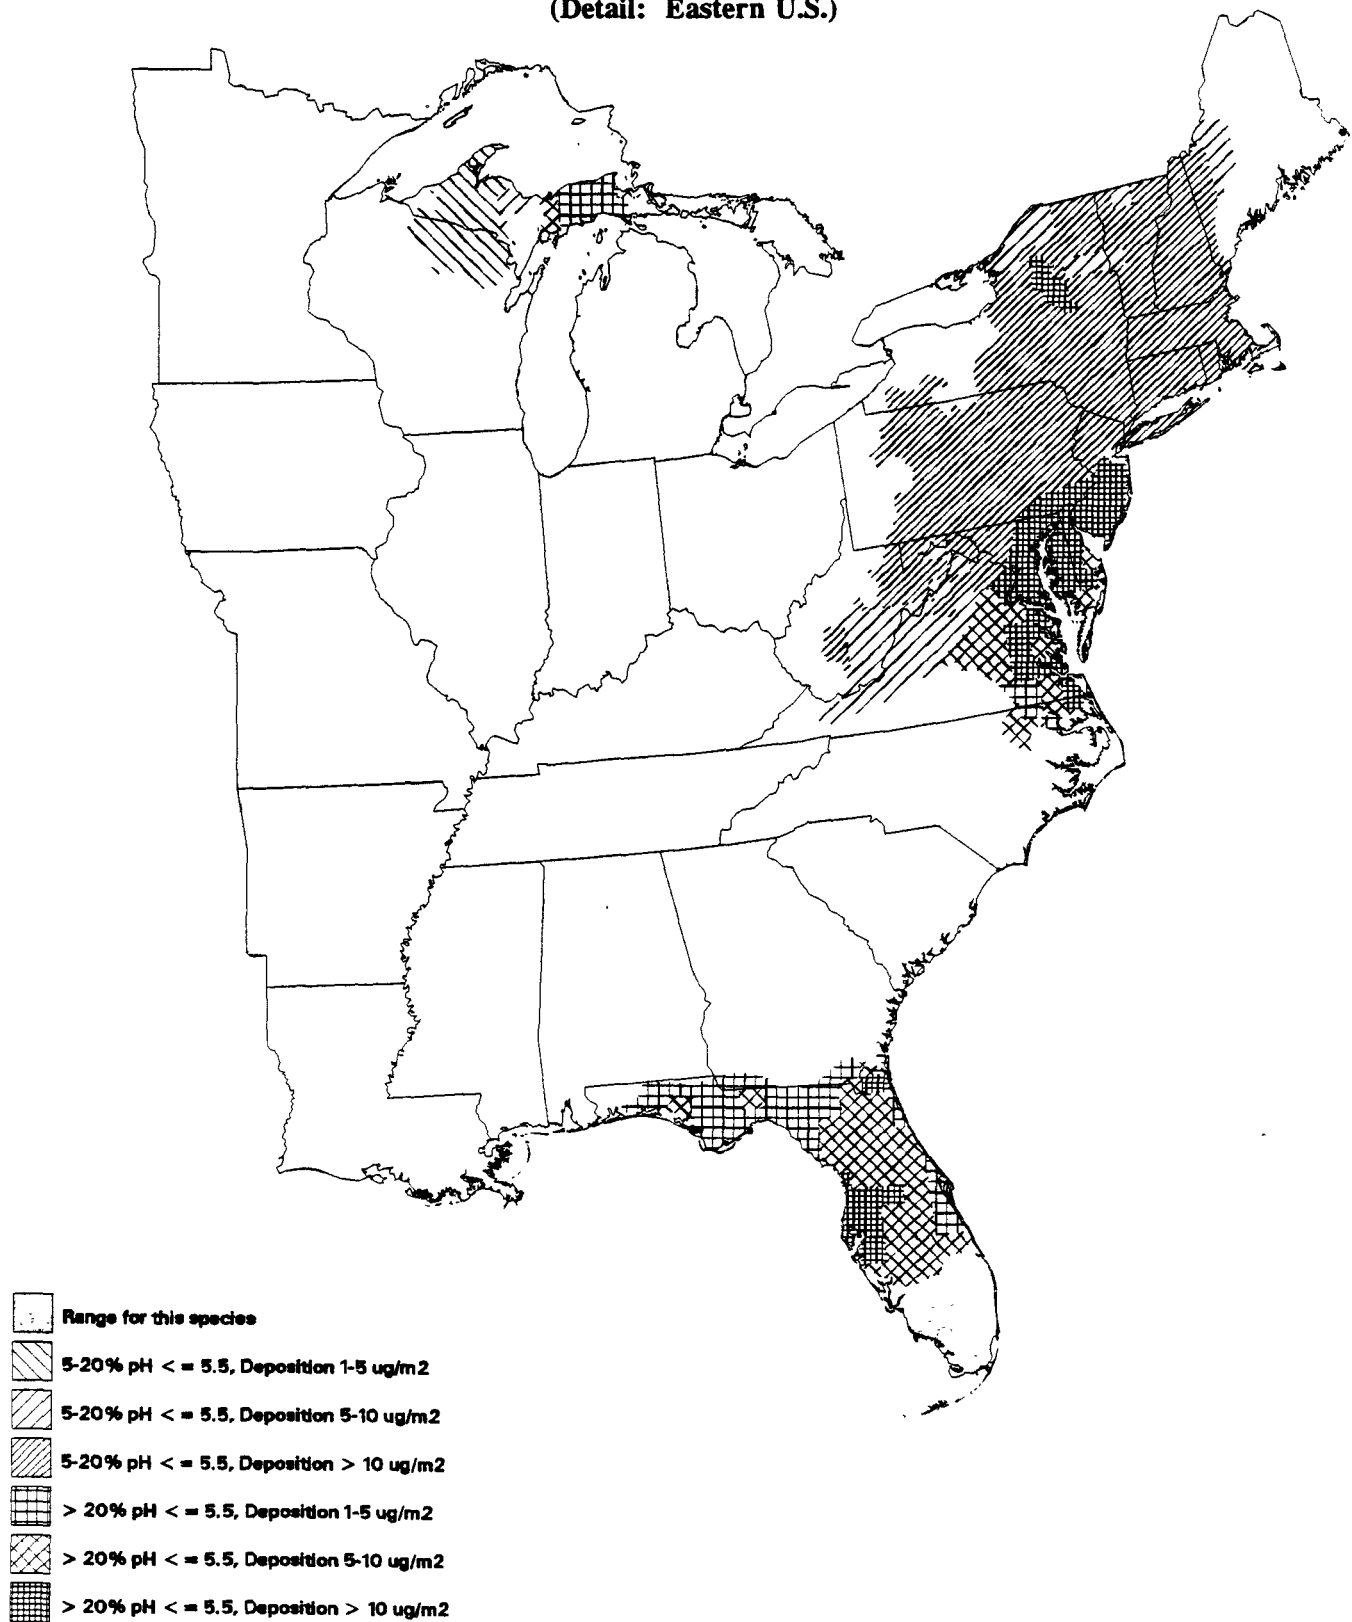 (Detail: Eastern U.S.)
Range for this species
5-20% pH < = 5.5, Deposition 1-5 ug/m2
5-20% pH < = 5.5, Deposition 5-10 ug/m2
5-20% pH < = 5.5, Deposition > 10 ug/m2
> 20% pH < = 5.5, Deposition 1-5 ug/m2
> 20% pH < = 5.5, Deposition 5-10 ug/m2
> 20% pH < = 5.5, Deposition > 10 ug/m2